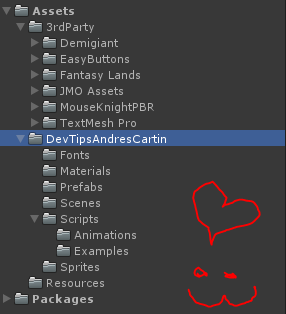 Assets
3rdParty
Demigiant
EasyButtons
Fantasy Lands
JMO Assets
MouseKnightPBR
TextMesh Pro
DevTipsAndresCartin
Fonts
Materials
Prefabs
Scenes
Scripts
Animations
Examples
Sprites
Resources
Packages